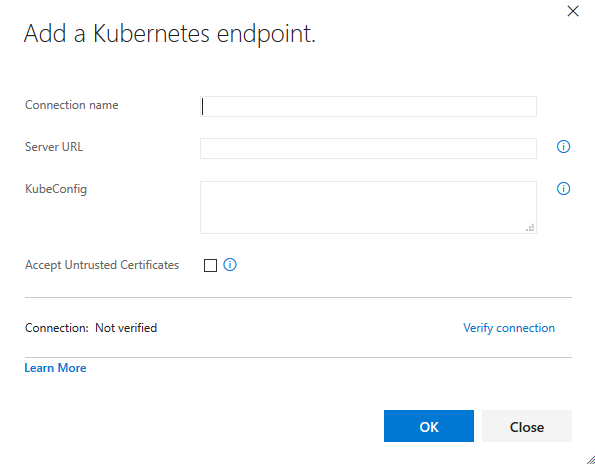 Add a Kubernetes endpoint.
Connection name
Server URL
KubeConfig
Accept Untrusted Certificates
Connection: Not verified Verify connection
Learn More
OK Close